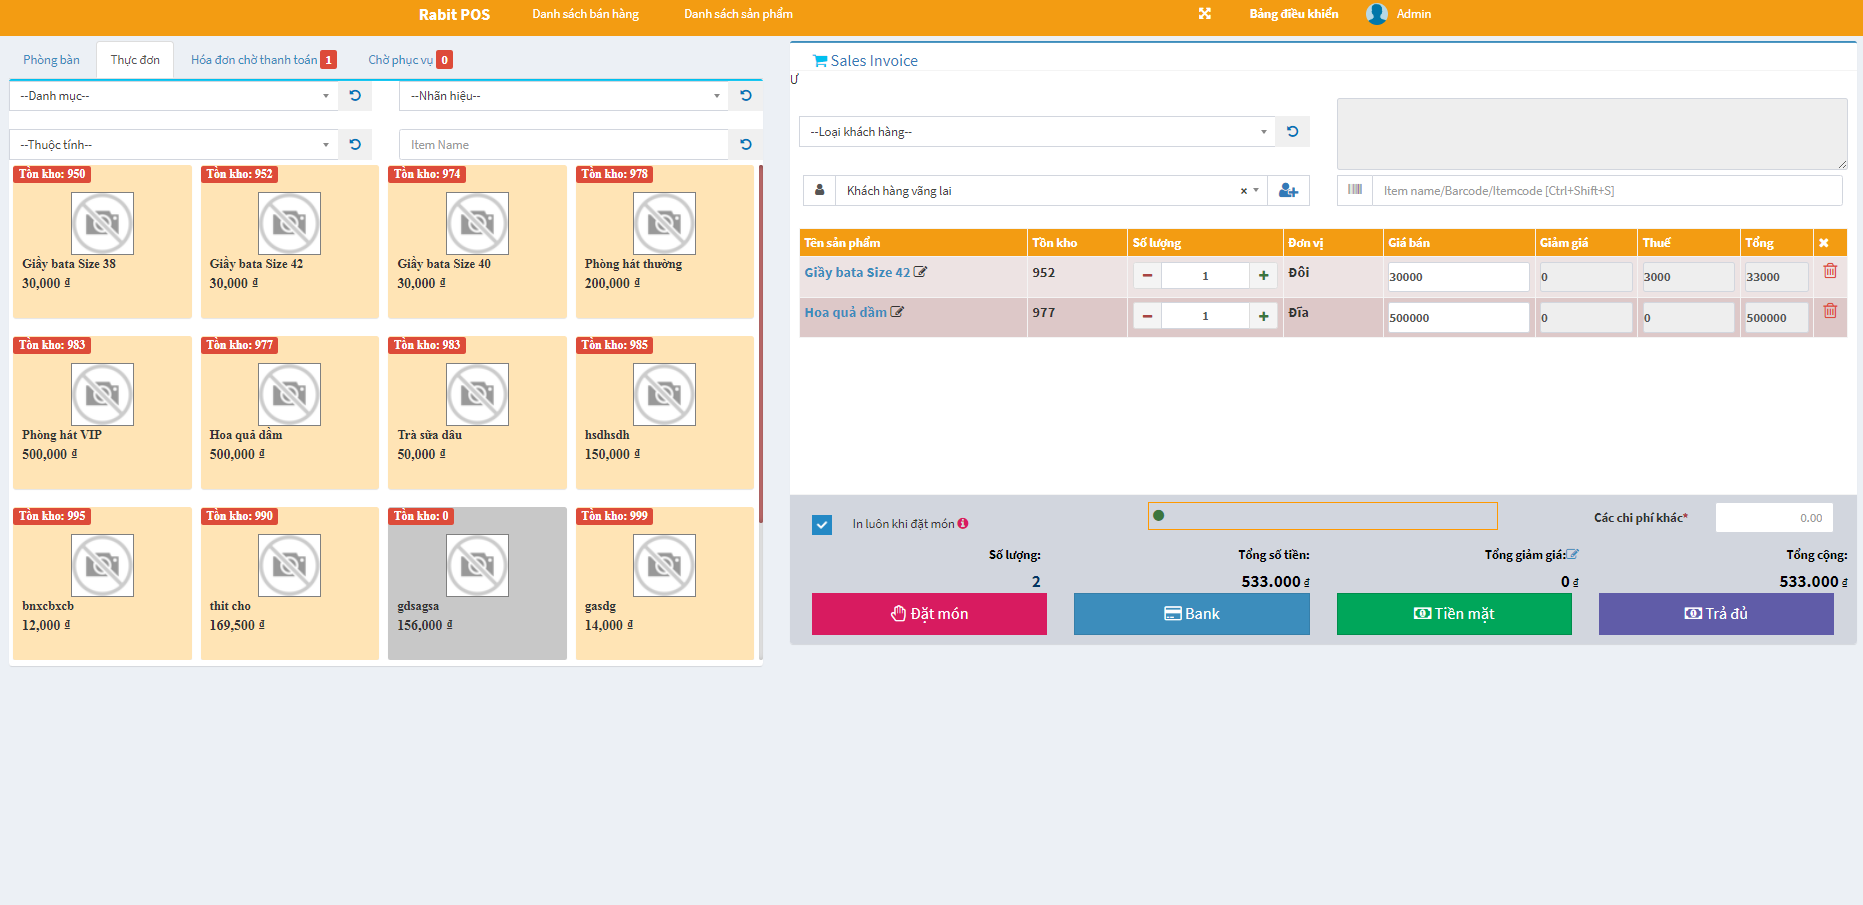 Rabit POS
Danh sách bán hàng
Danh sách sản phẩm
Bảng điều khiển
Admin
Phòng bàn
Thực đơn
Hóa đơn chờ thanh toán 1
Chờ phục vụ 0
--Danh mục--
--Nhãn hiệu--
--Thuộc tính--
Item Name
Tồn kho: 950
Giầy bata Size 38
30,000 ₫
Tồn kho: 952
Giầy bata Size 42
30,000 ₫
Tồn kho: 974
Giầy bata Size 40
30,000 ₫
Tồn kho: 978
Phòng hát thường
200,000 ₫
Tồn kho: 983
Phòng hát VIP
500,000 ₫
Tồn kho: 977
Hoa quả dầm
500,000 ₫
Tồn kho: 983
Trà sữa dâu
50,000 ₫
Tồn kho: 985
hsdhsdh
150,000 ₫
Tồn kho: 995
bnxcbxcb
12,000 ₫
Tồn kho: 990
thit cho
169,500 ₫
Tồn kho: 0
gdsagsa
156,000 ₫
Tồn kho: 999
gasdg
14,000 ₫
Sales Invoice
Ư
--Loại khách hàng--
Khách hàng vãng lai
Item name/Barcode/Itemcode [Ctrl+Shift+S]
Tên sản phẩm Tồn kho Số lượng Đơn vị Giá bán Giảm giá Thuế Tổng
Giầy bata Size 42 952 1 Đôi 30000 0 3000 33000
Hoa quả dầm 977 1 Đĩa 500000 0 0 500000
In luôn khi đặt món
Các chi phí khác* 0.00
Số lượng: Tổng số tiền: Tổng giảm giá: Tổng cộng:
2 533.000 ₫ 0 ₫ 533.000 ₫
Đặt món
Bank
Tiền mặt
Trả đủ